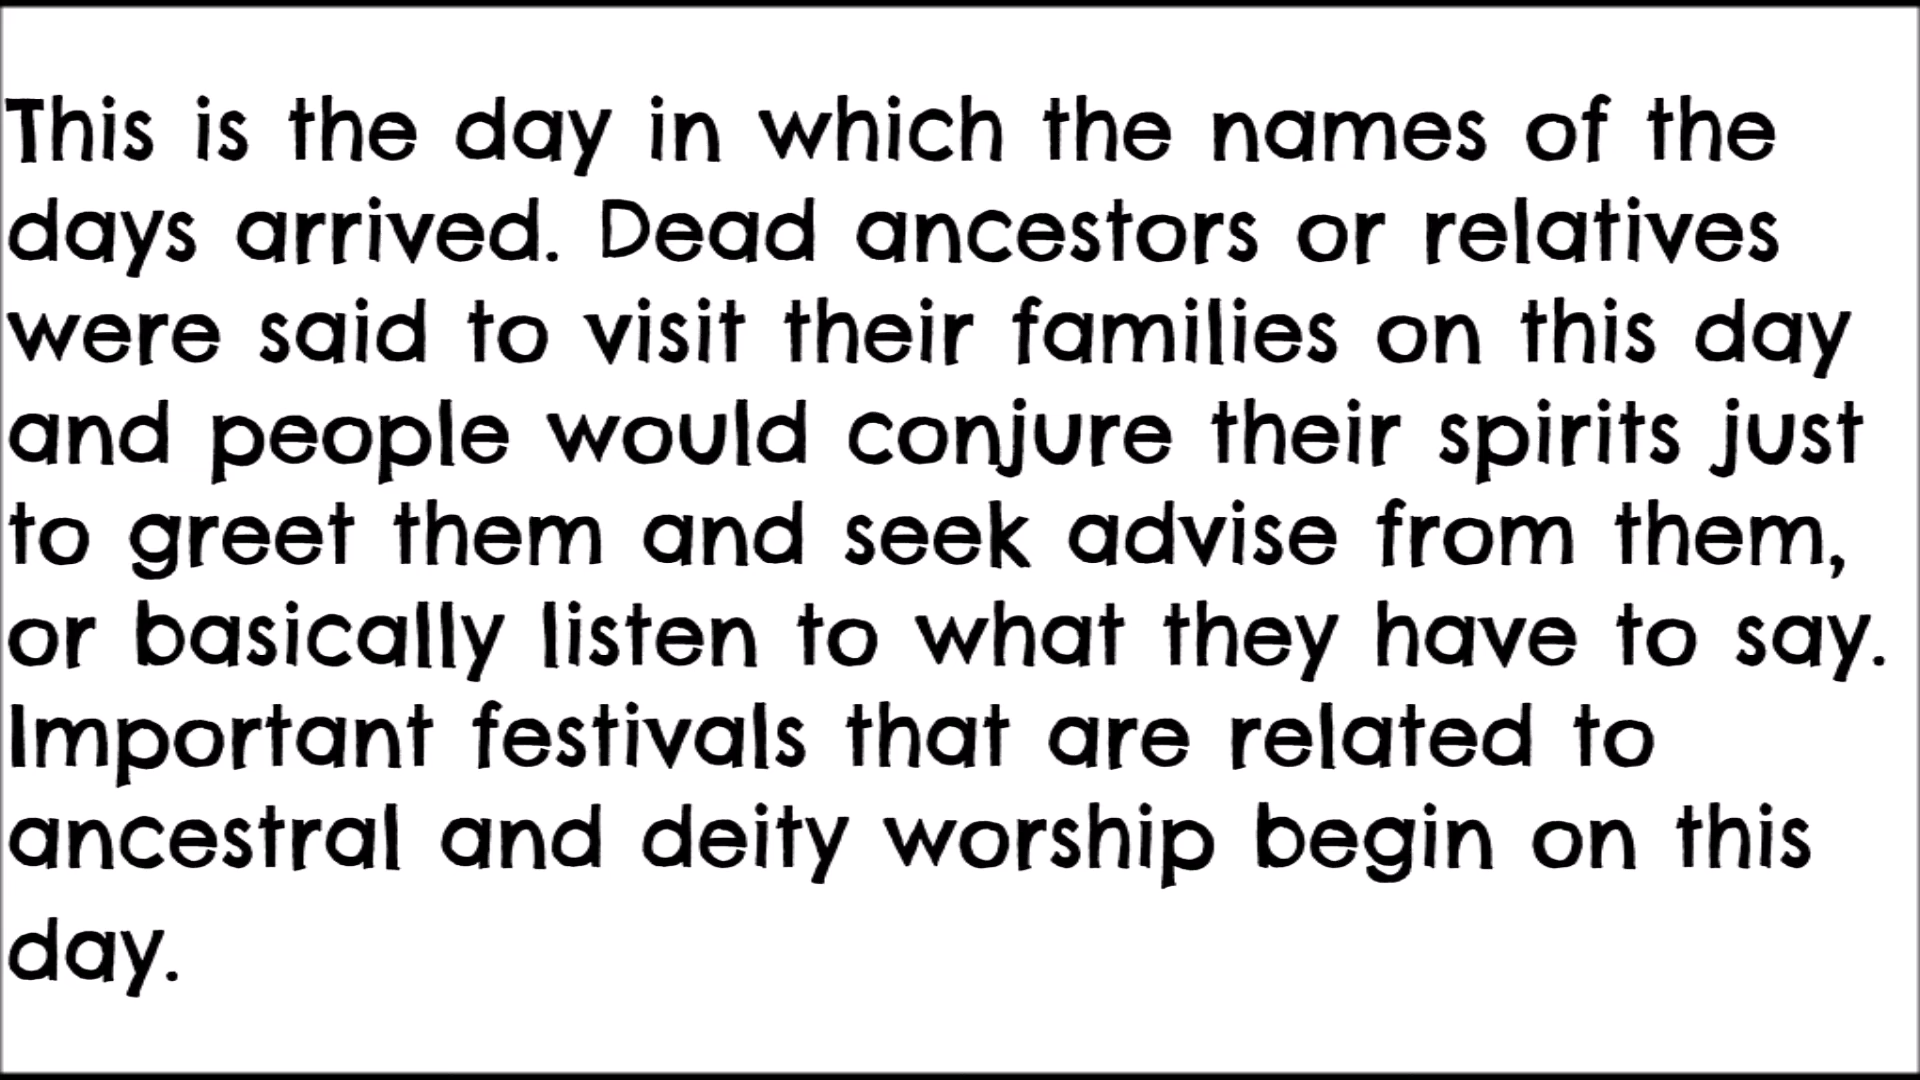 This is the day in which the names of the
days arrived. Dead ancestors or relatives
were said to visit their families on this day
and people would conjure their spirits just
to greet them and seek advise from them,
or basically listen to what they have to say.
Important festivals that are related to
ancestral and deity worship begin on this
day.